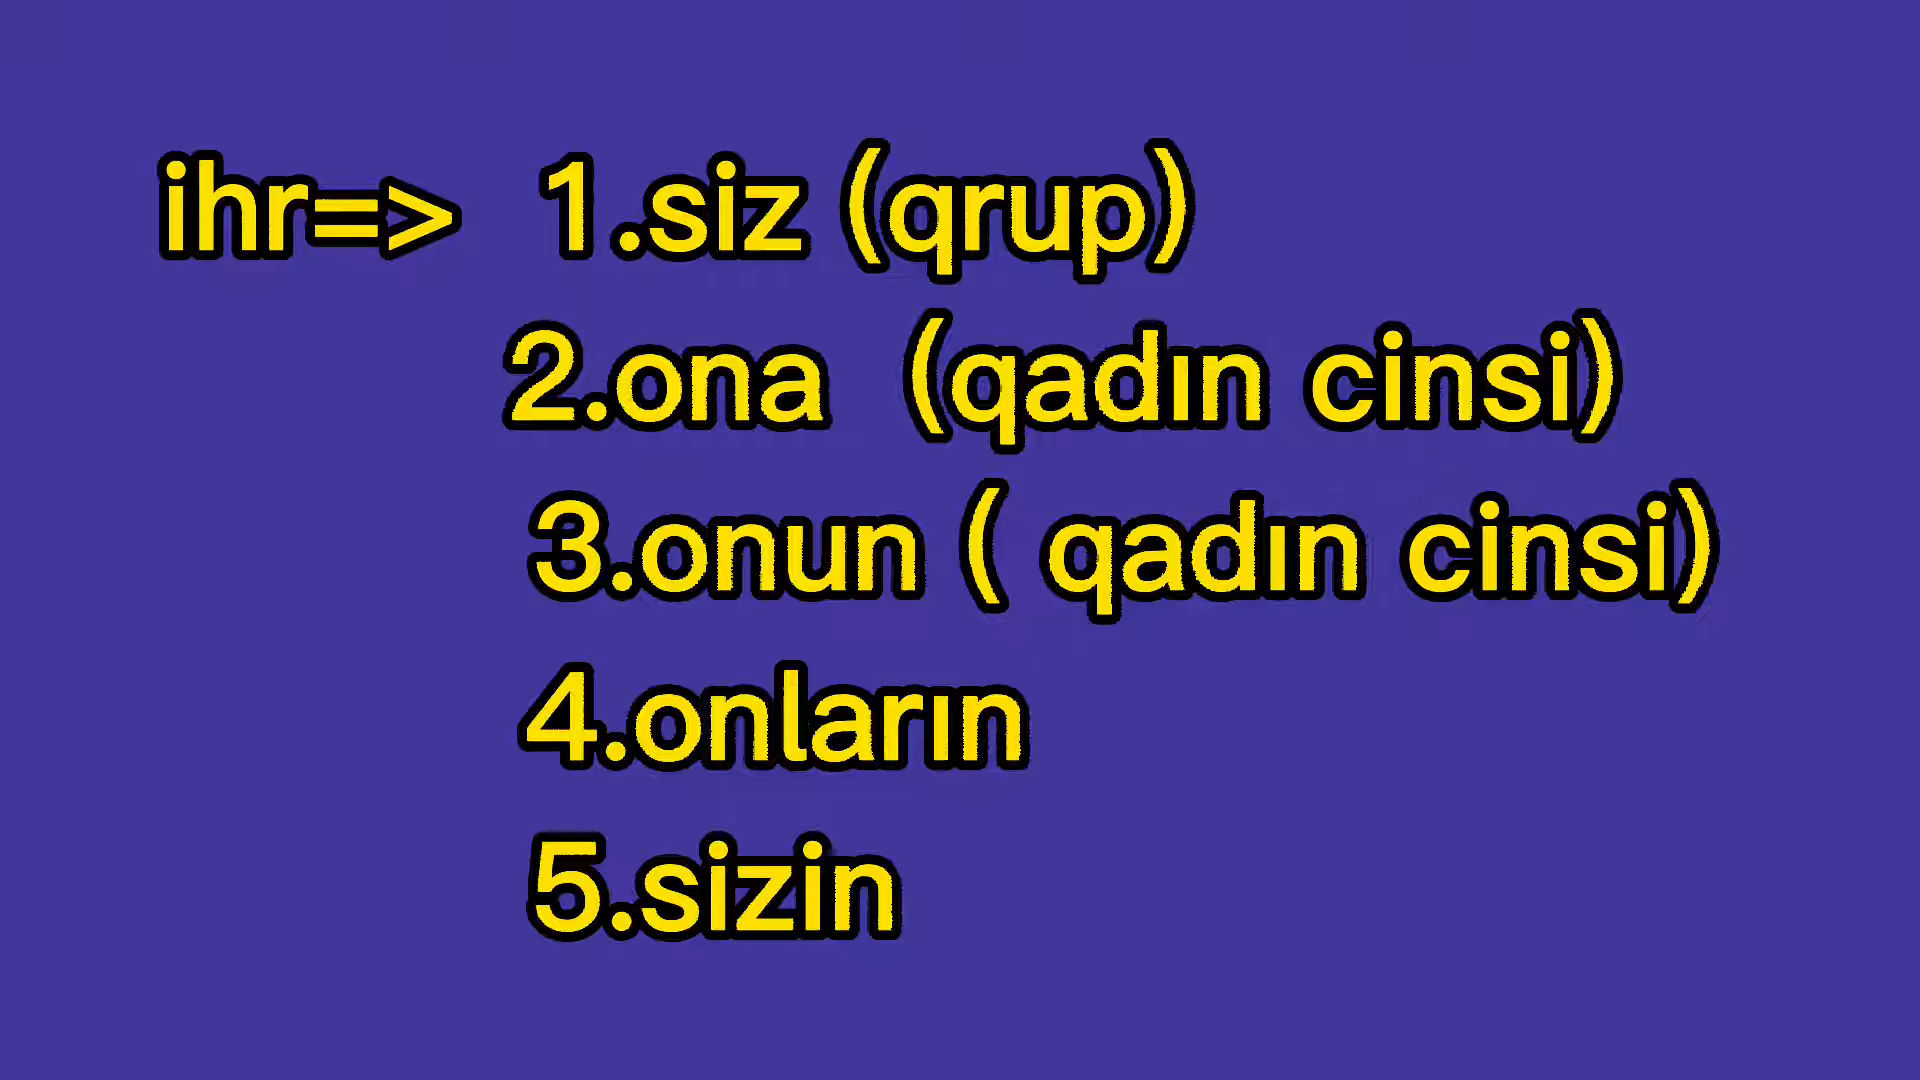 ihr=> 1.siz (qrup)
2.ona (qadın cinsi)
3.onun ( qadın cinsi)
4.onların
5.sizin